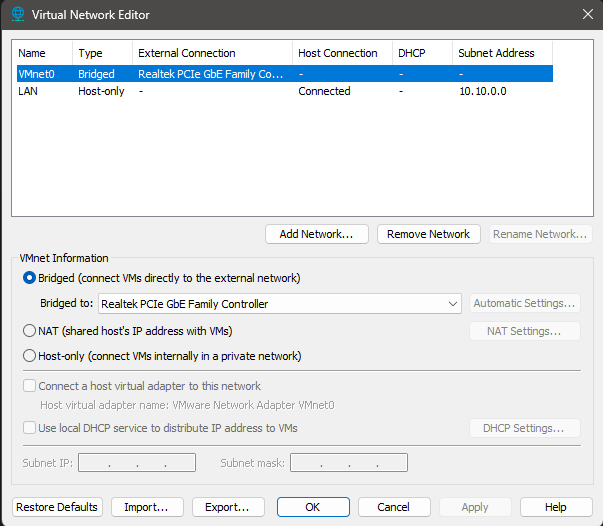 Virtual Network Editor
Name Type External Connection Host Connection DHCP Subnet Address
VMnet0 Bridged Realtek PCIe GbE Family Co... - - -
LAN Host-only - Connected - 10.10.0.0
Add Network... Remove Network Rename Network...
VMnet Information
Bridged (connect VMs directly to the external network)
Bridged to: Realtek PCIe GbE Family Controller Automatic Settings...
NAT (shared host's IP address with VMs) NAT Settings...
Host-only (connect VMs internally in a private network)
Connect a host virtual adapter to this network
Host virtual adapter name: VMware Network Adapter VMnet0
Use local DHCP service to distribute IP address to VMs DHCP Settings...
Subnet IP: . . . Subnet mask: . . .
Restore Defaults Import... Export... OK Cancel Apply Help